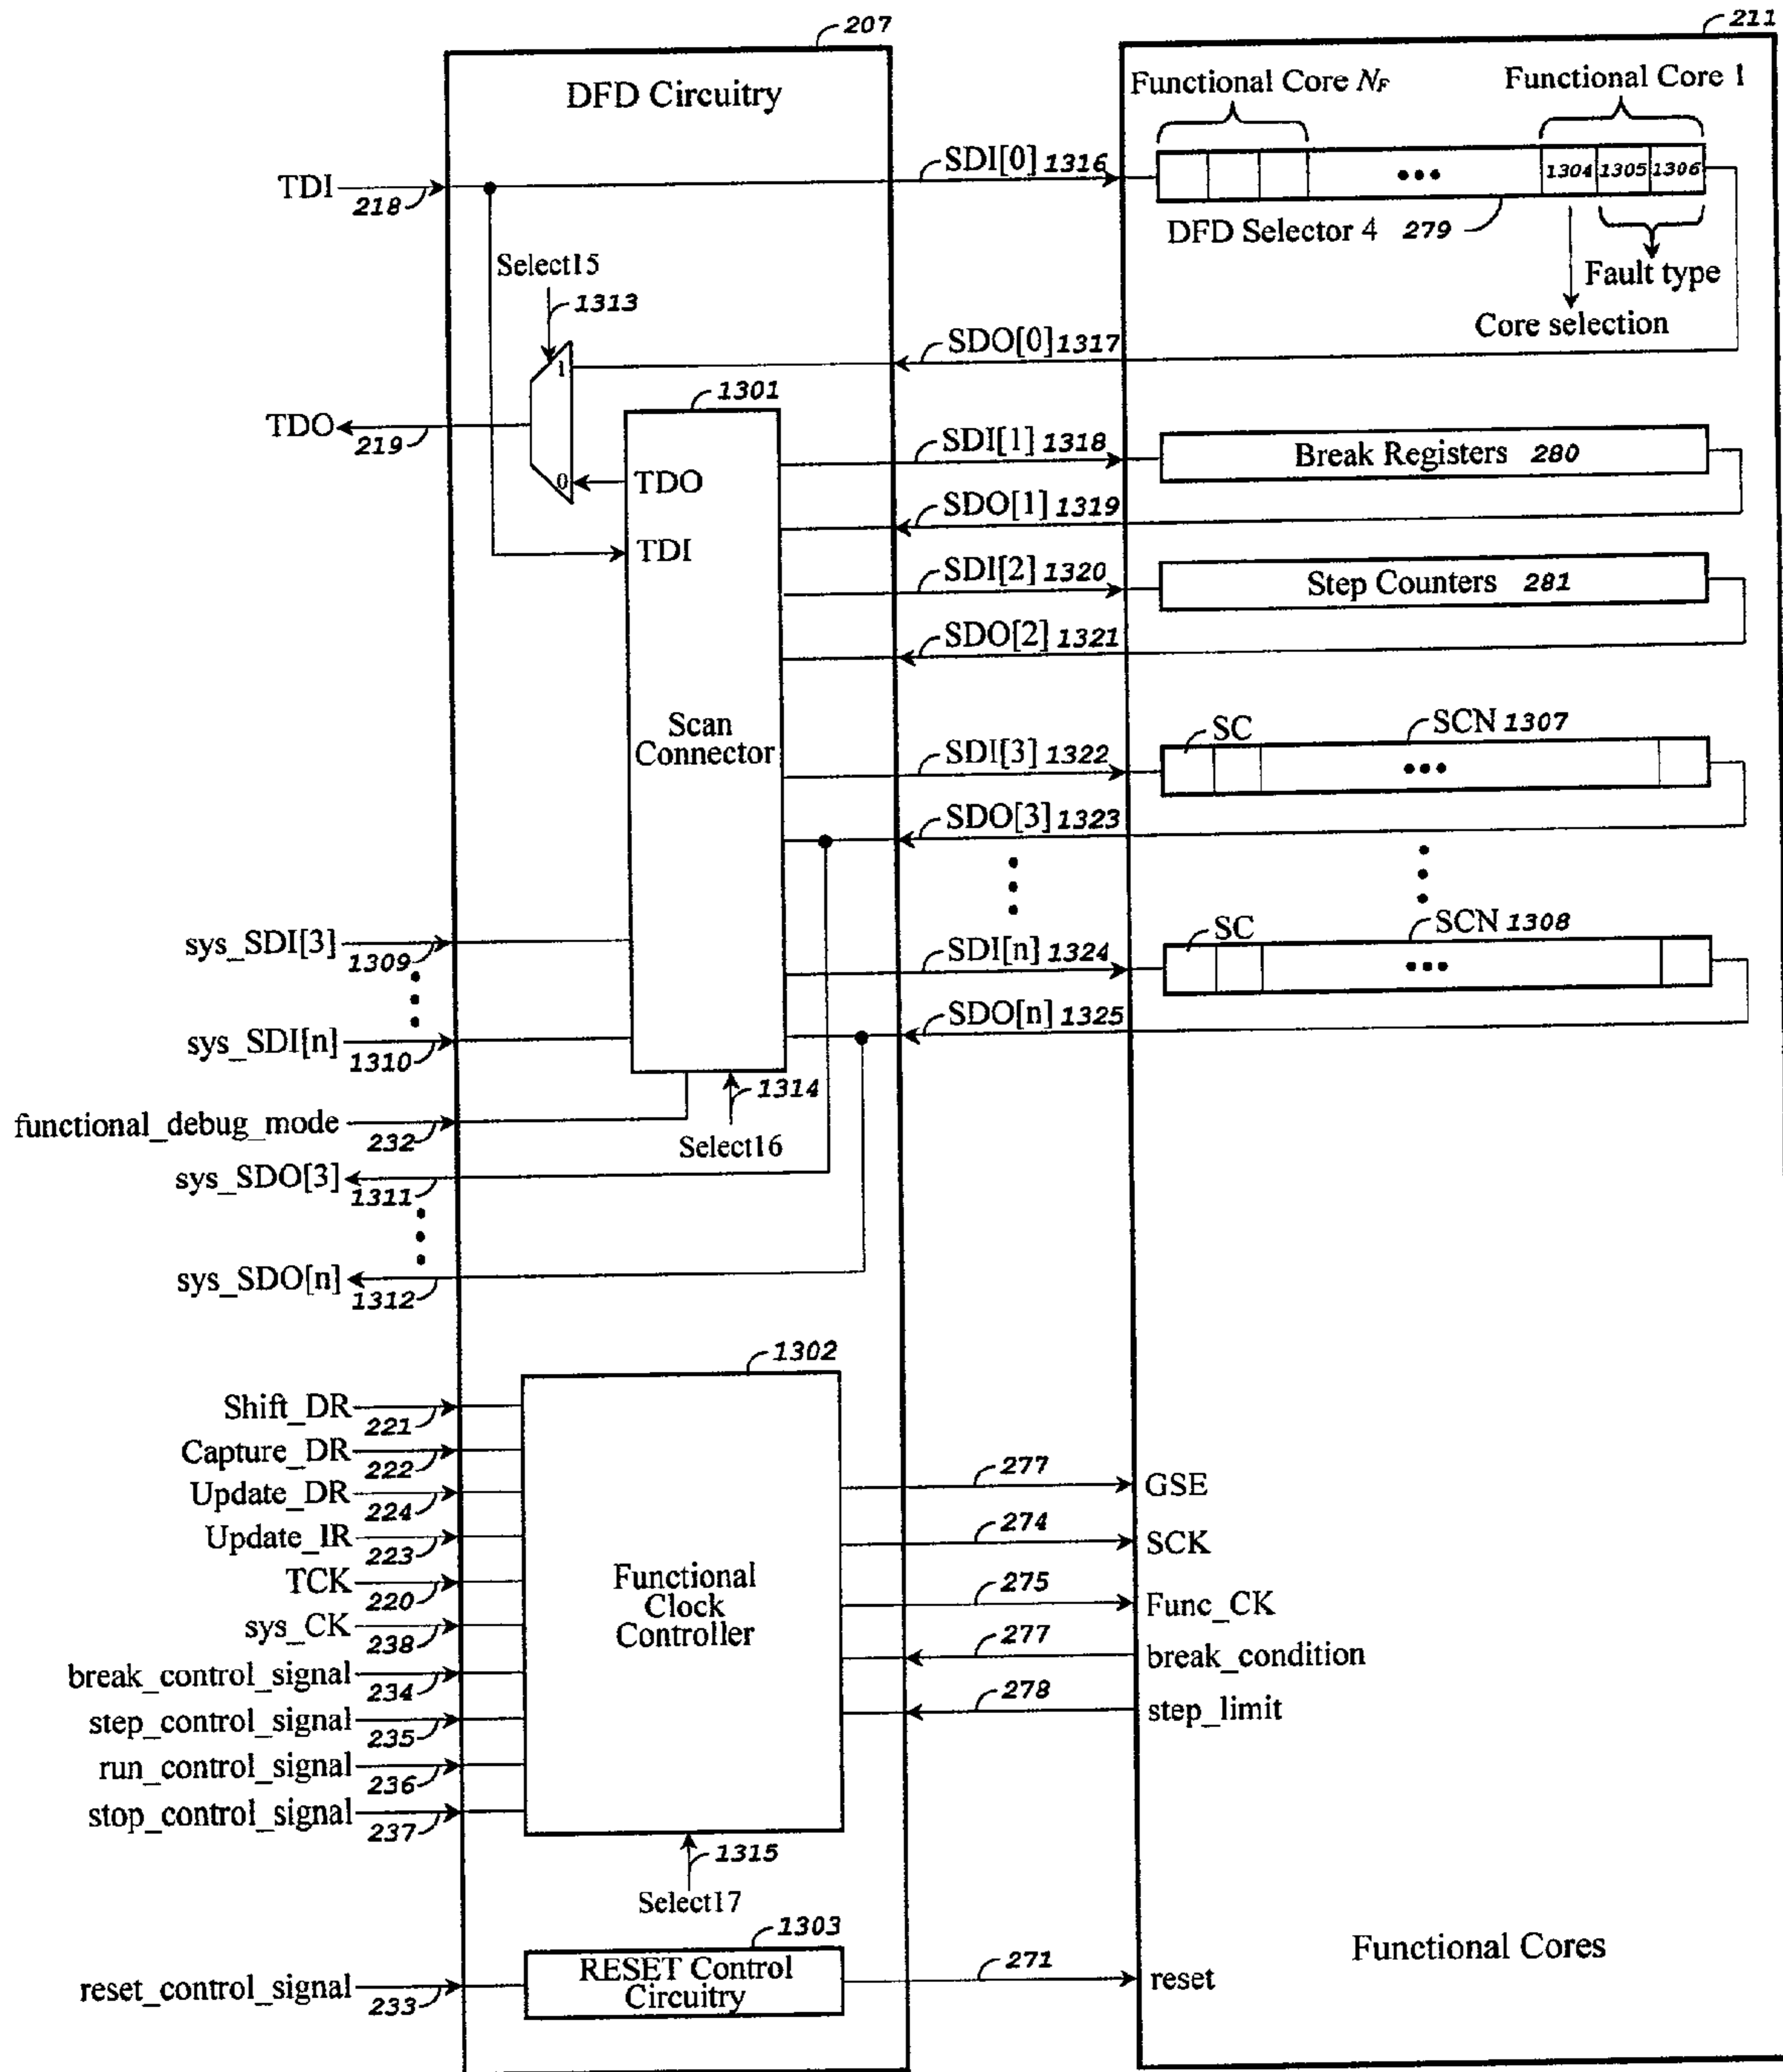 207
211
DFD Circuitry
Functional Core NF
Functional Core 1
TDI
218
SDI[0] 1316
1304
1305
1306
DFD Selector 4 279
Fault type
Core selection
Select15
1313
1
SDO[0] 1317
1301
TDO
219
0
TDO
TDI
SDI[1] 1318
Break Registers 280
SDO[1] 1319
SDI[2] 1320
Step Counters 281
SDO[2] 1321
Scan
Connector
SDI[3] 1322
SC
SCN 1307
SDO[3] 1323
sys_SDI[3]
1309
SDI[n] 1324
SC
SCN 1308
sys_SDI[n]
1310
SDO[n] 1325
1314
functional_debug_mode
232
Select16
sys_SDO[3]
1311
sys_SDO[n]
1312
1302
Shift_DR
221
Capture_DR
222
Update_DR
224
Update_IR
223
TCK
220
sys_CK
238
break_control_signal
234
step_control_signal
235
run_control_signal
236
stop_control_signal
237
Functional
Clock
Controller
277
GSE
274
SCK
275
Func_CK
277
break_condition
278
step_limit
1315
Select17
1303
reset_control_signal
233
RESET Control
Circuitry
271
reset
Functional Cores